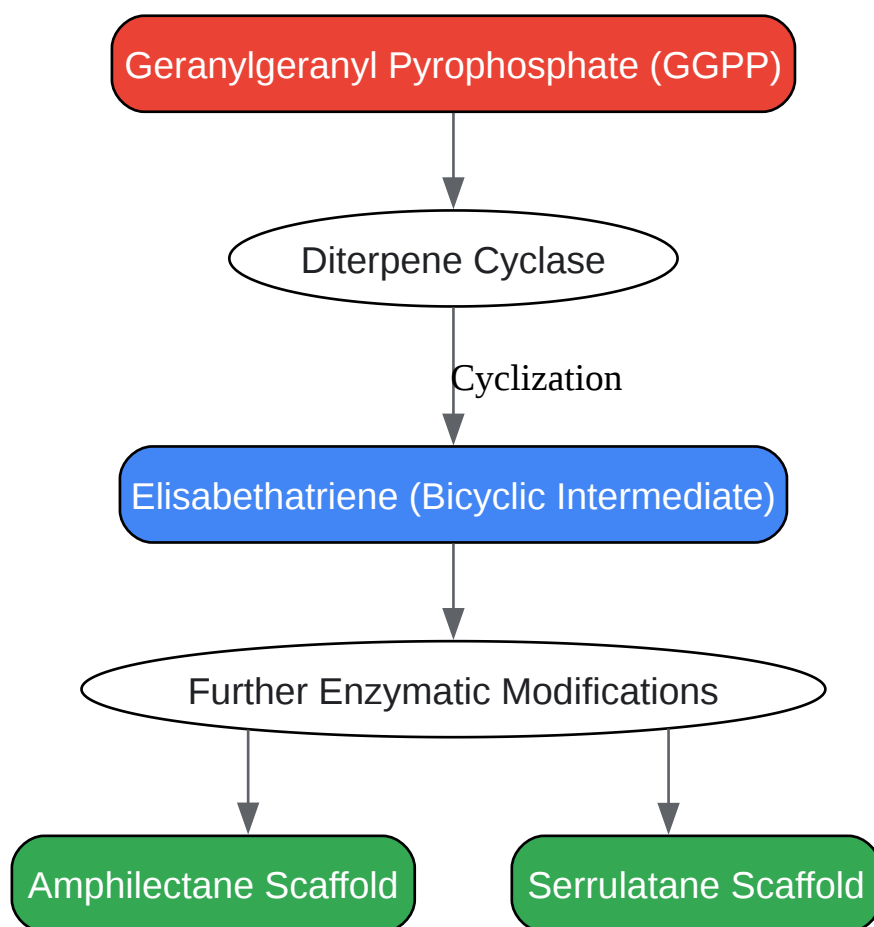 Geranylgeranyl Pyrophosphate (GGPP)
Diterpene Cyclase
Cyclization
Elisabethatriene (Bicyclic Intermediate)
Further Enzymatic Modifications
Amphilectane Scaffold
Serrulatane Scaffold